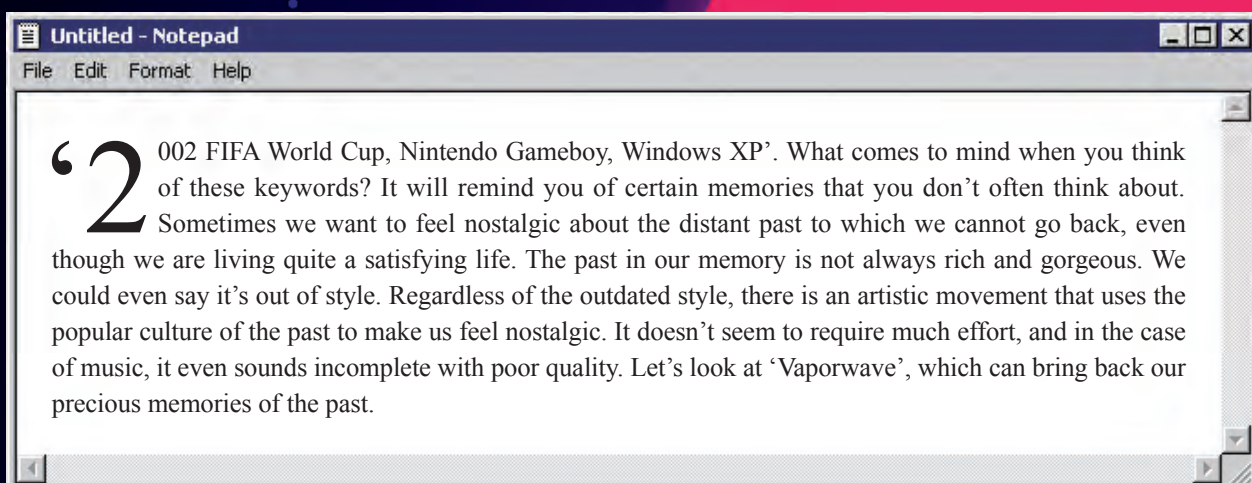 Untitled - Notepad
File Edit Format Help
‘2002 FIFA World Cup, Nintendo Gameboy, Windows XP’. What comes to mind when you think
of these keywords? It will remind you of certain memories that you don’t often think about.
Sometimes we want to feel nostalgic about the distant past to which we cannot go back, even
though we are living quite a satisfying life. The past in our memory is not always rich and gorgeous. We
could even say it’s out of style. Regardless of the outdated style, there is an artistic movement that uses the
popular culture of the past to make us feel nostalgic. It doesn’t seem to require much effort, and in the case
of music, it even sounds incomplete with poor quality. Let’s look at ‘Vaporwave’, which can bring back our
precious memories of the past.